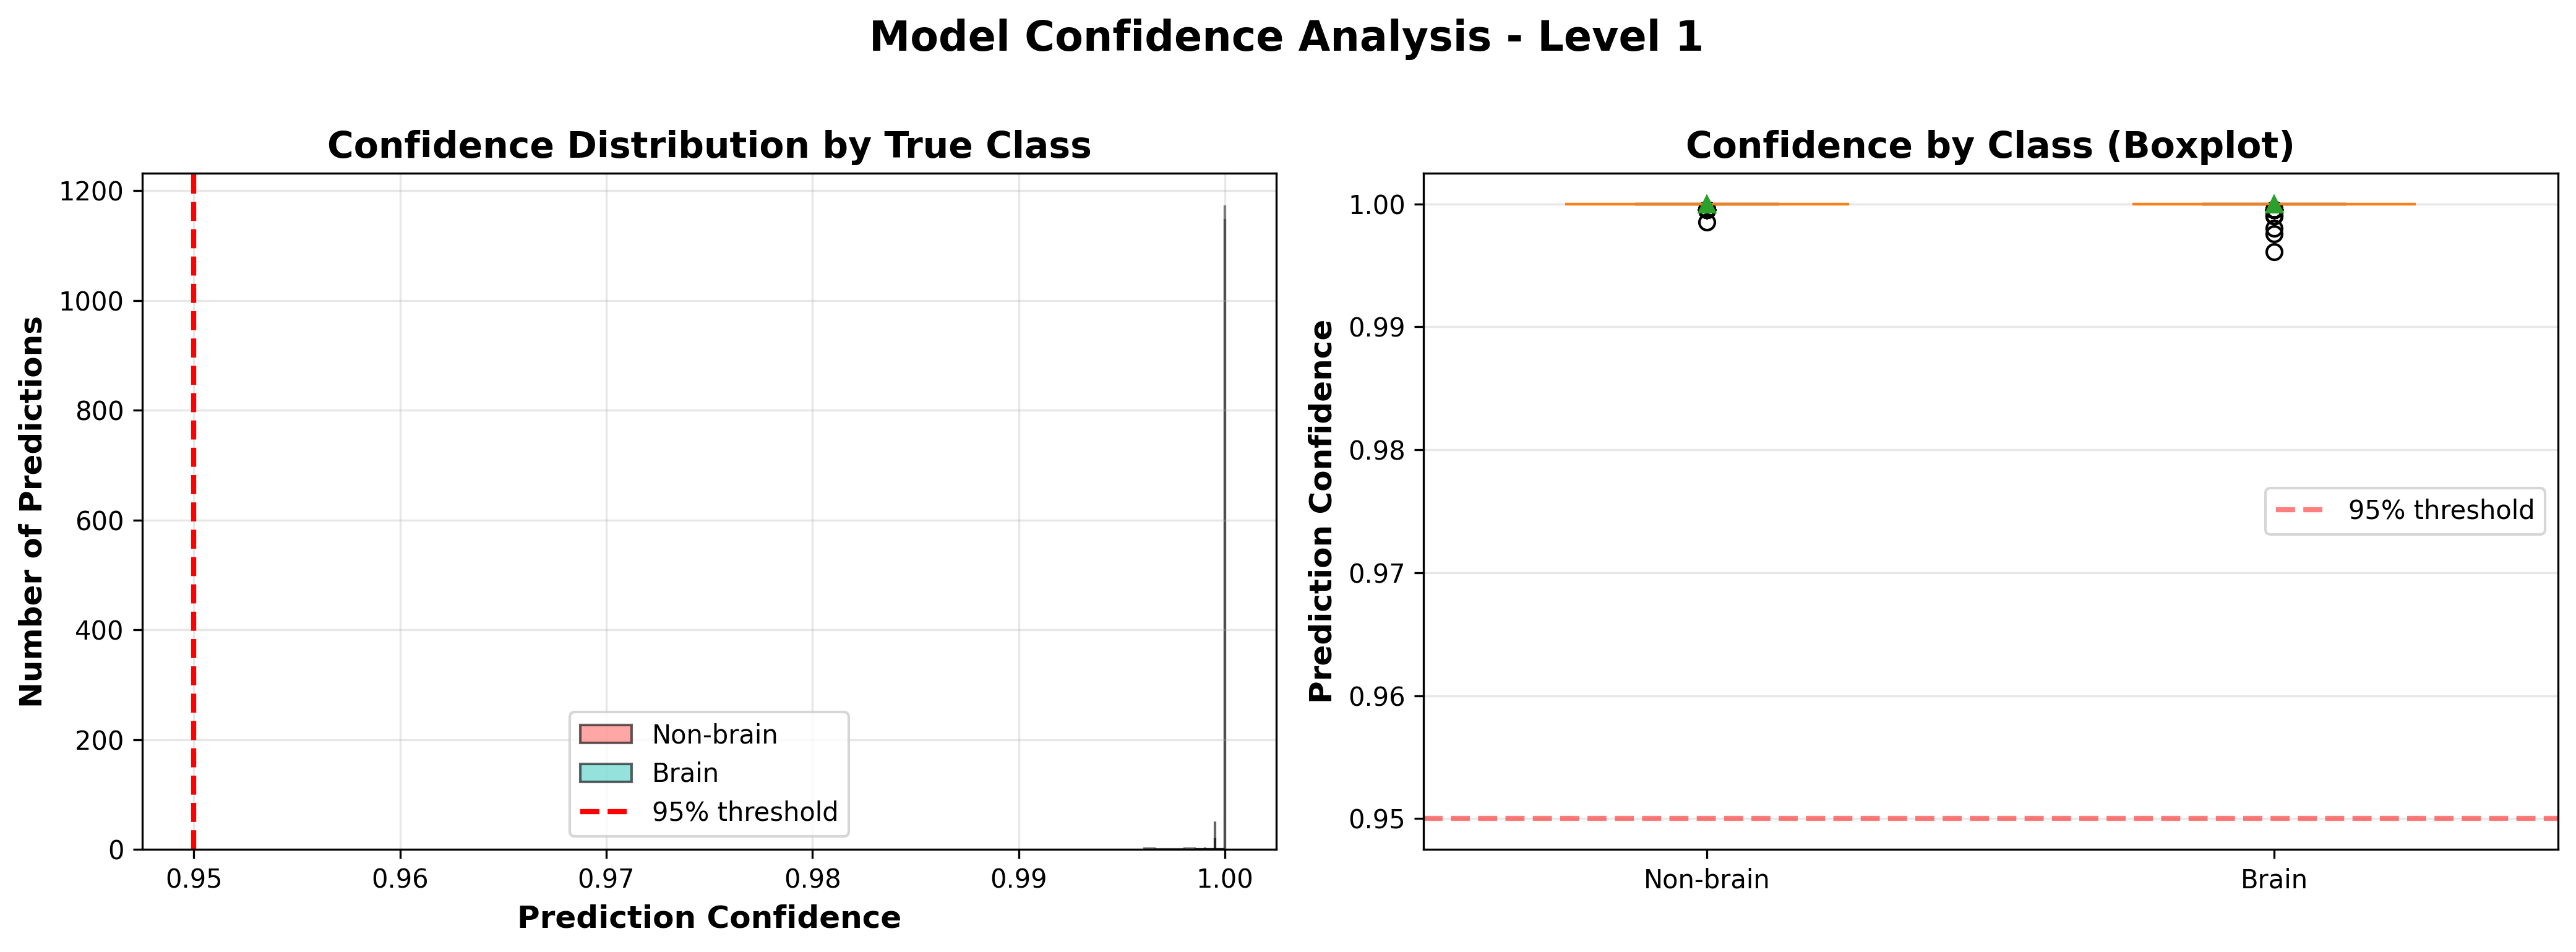 Model Confidence Analysis - Level 1
Confidence Distribution by True Class
1200
1000
800
600
400
200
0
Number of Predictions
Non-brain
Brain
95% threshold
0.95 0.96 0.97 0.98 0.99 1.00
Prediction Confidence
Confidence by Class (Boxplot)
1.00
0.99
0.98
0.97
0.96
0.95
Prediction Confidence
95% threshold
Non-brain Brain